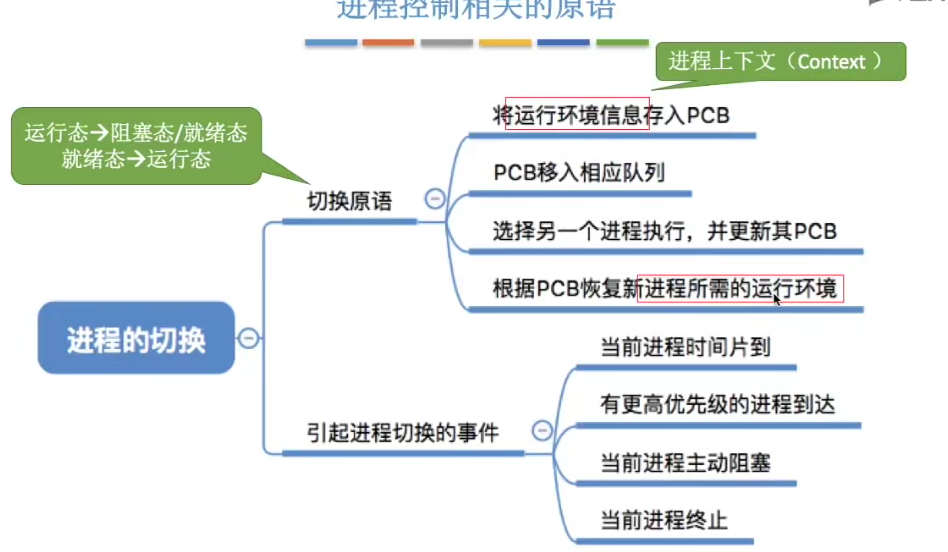 进程控制相关的原语
进程上下文（Context ）
将运行环境信息存入PCB
运行态→阻塞态/就绪态
就绪态→运行态
PCB移入相应队列
切换原语
选择另一个进程执行，并更新其PCB
根据PCB恢复新进程所需的运行环境
进程的切换
当前进程时间片到
有更高优先级的进程到达
引起进程切换的事件
当前进程主动阻塞
当前进程终止